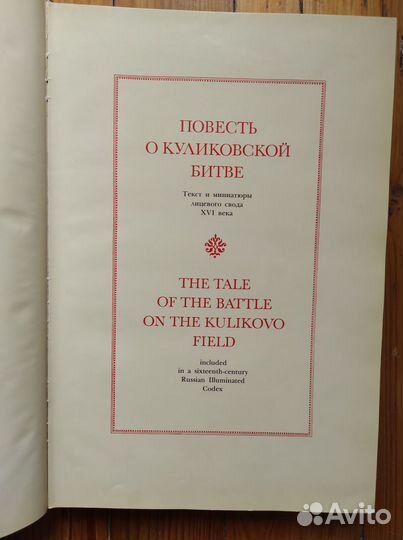 ПОВЕСТЬ
О КУЛИКОВСКОЙ
БИТВЕ
Текст и миниатюры
лицевого свода
XVI века
THE TALE
OF THE BATTLE
ON THE KULIKOVO
FIELD
included
in a sixteenth-century
Russian Illuminated
Codex
Avito